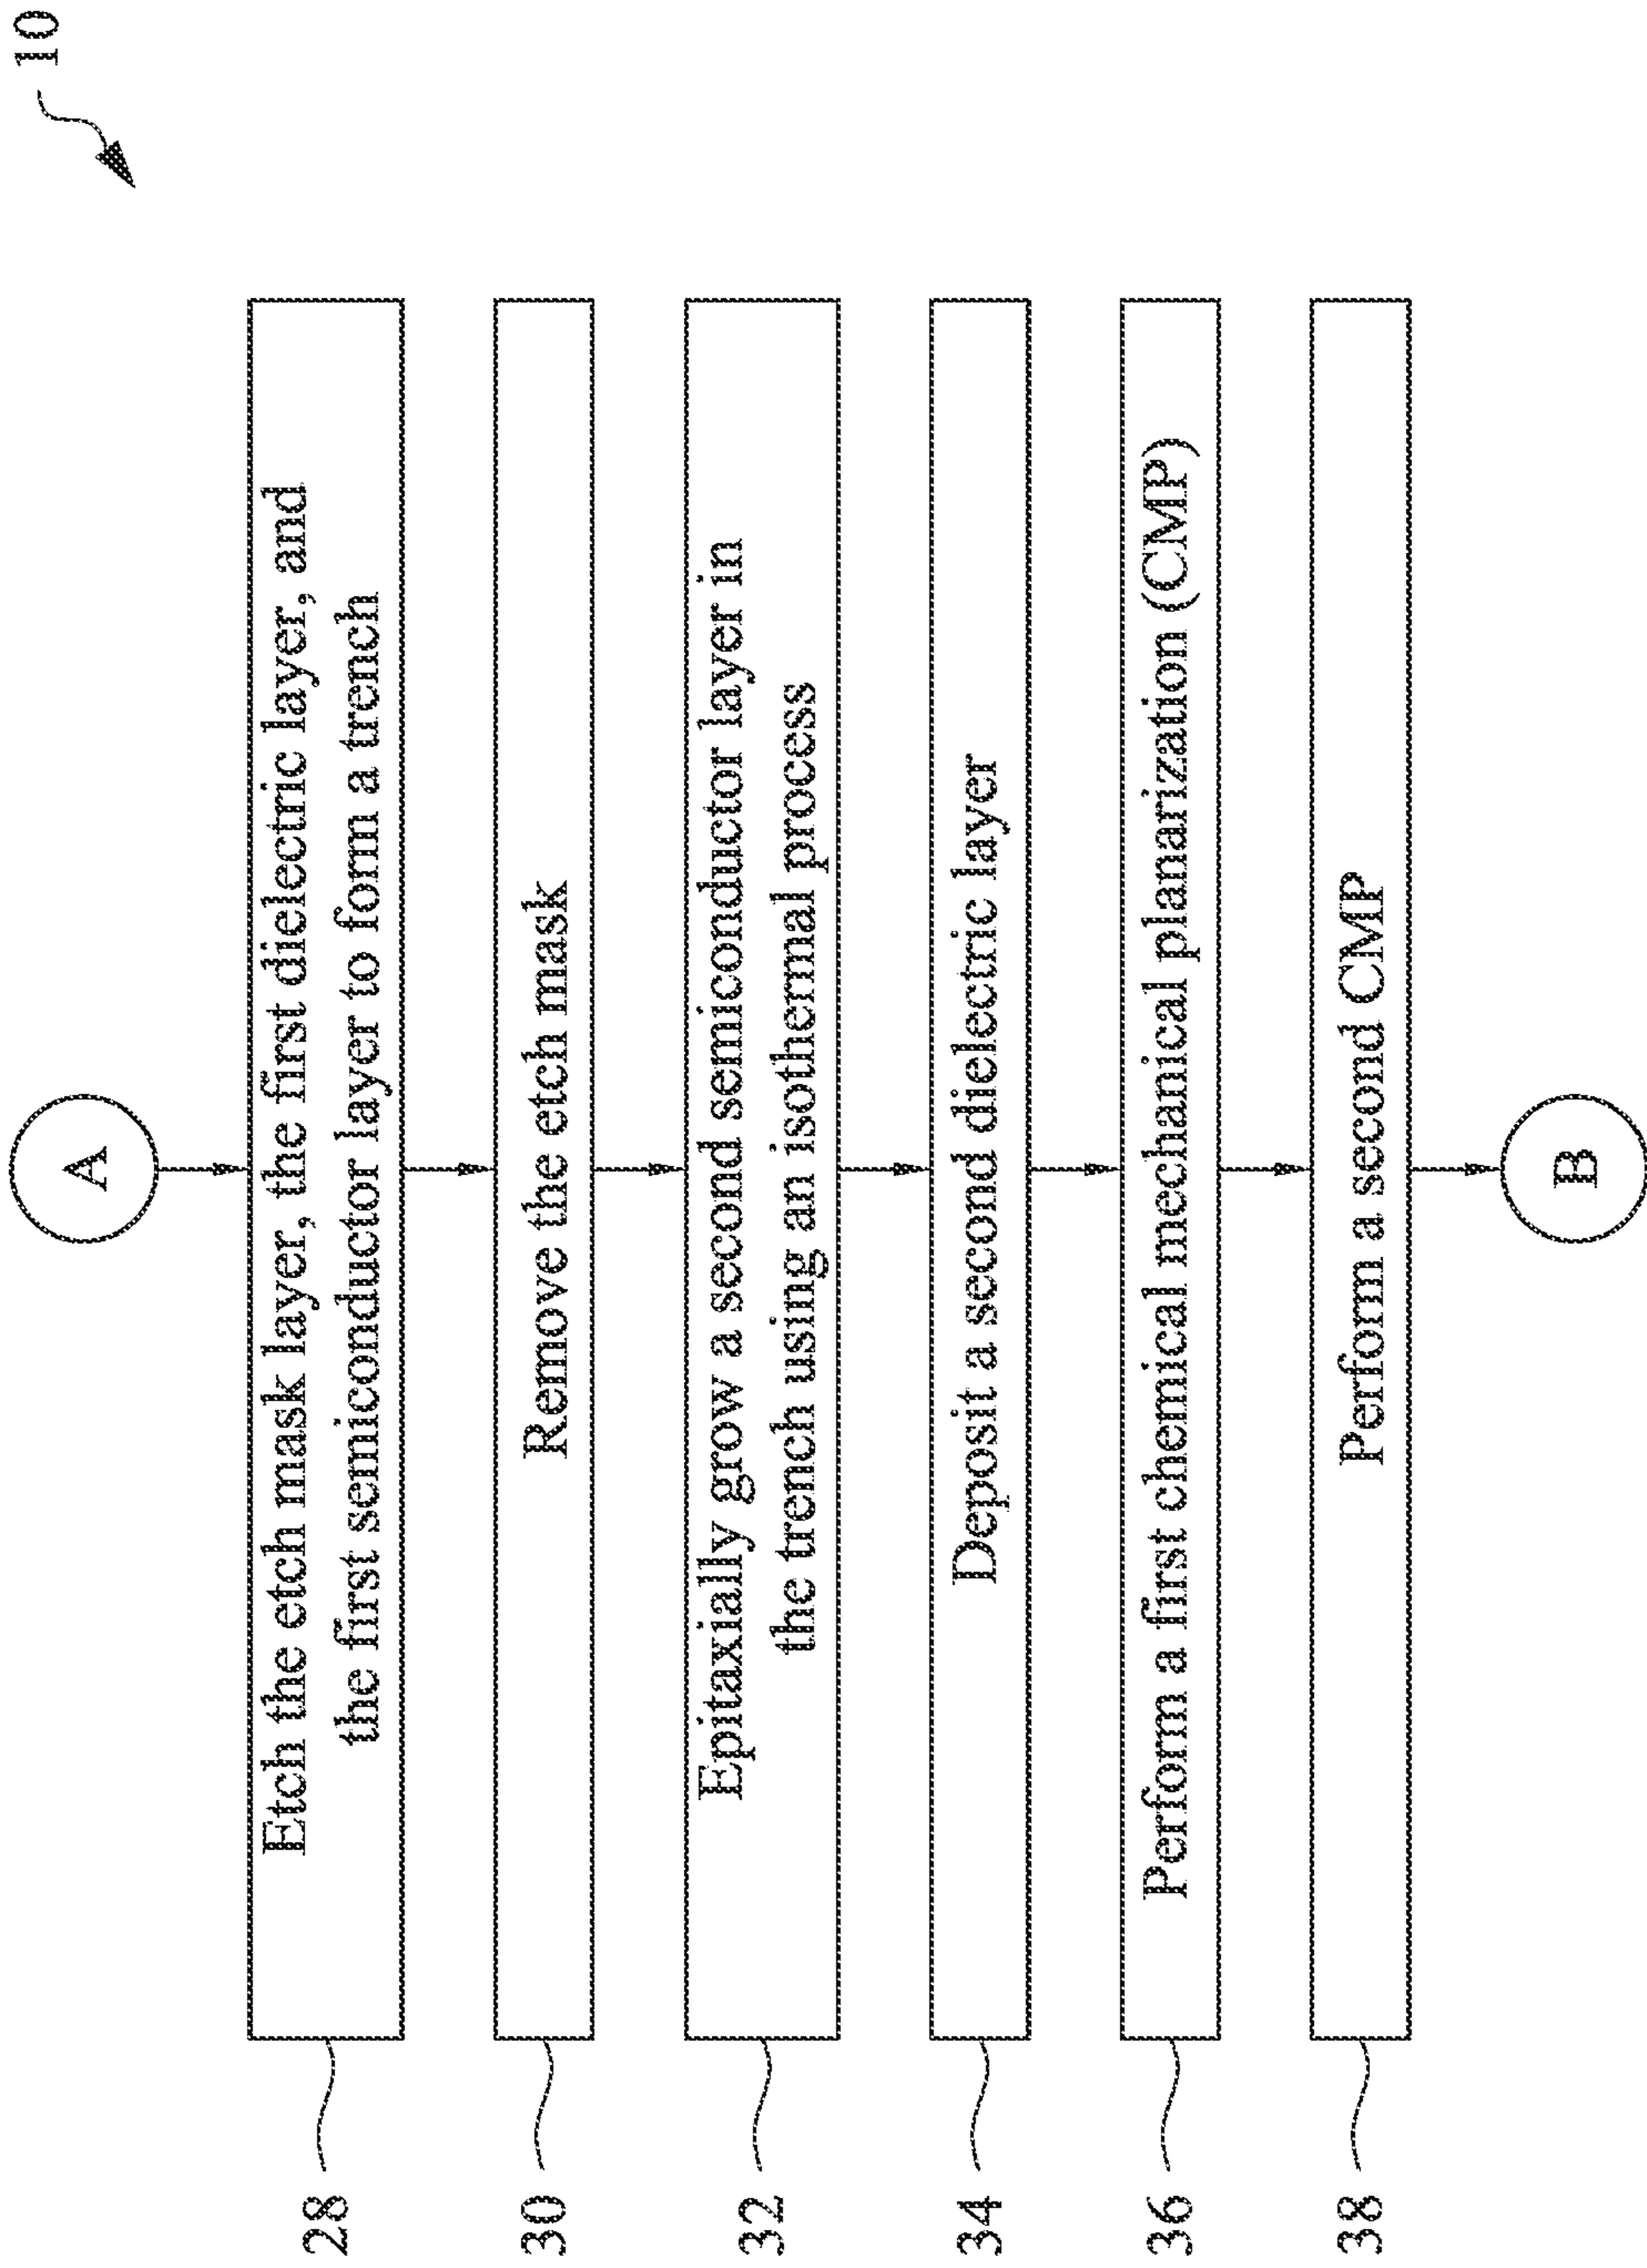 10
A
28
Etch the etch mask layer, the first dielectric layer, and
the first semiconductor layer to form a trench
30
Remove the etch mask
32
Epitaxially grow a second semiconductor layer in
the trench using an isothermal process
34
Deposit a second dielectric layer
36
Perform a first chemical mechanical planarization (CMP)
38
Perform a second CMP
B